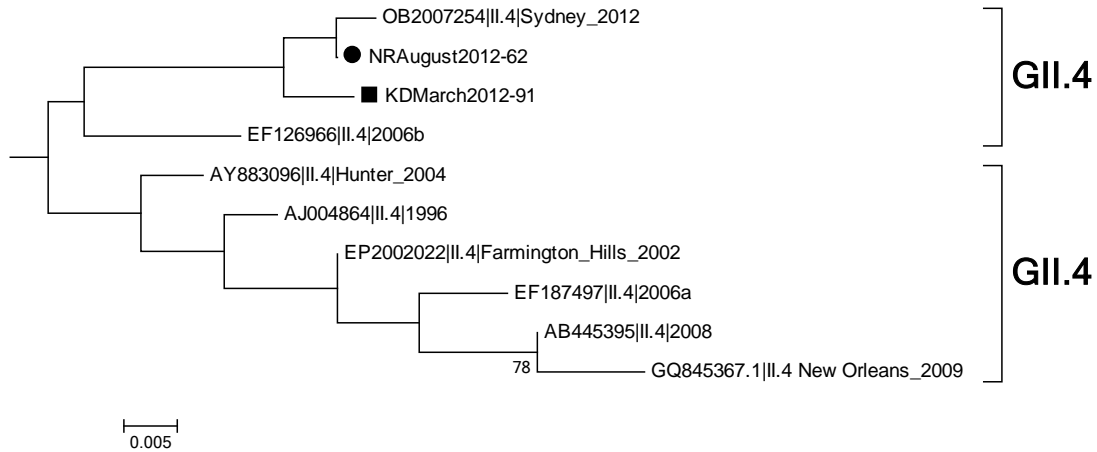 OB2007254|II.4|Sydney_2012
NRAugust2012-62
KDMarch2012-91
EF126966|II.4|2006b
GII.4
AY883096|II.4|Hunter_2004
AJ004864|II.4|1996
EP2002022|II.4|Farmington_Hills_2002
EF187497|II.4|2006a
AB445395|II.4|2008
78
GQ845367.1|II.4 New Orleans_2009
GII.4
0.005